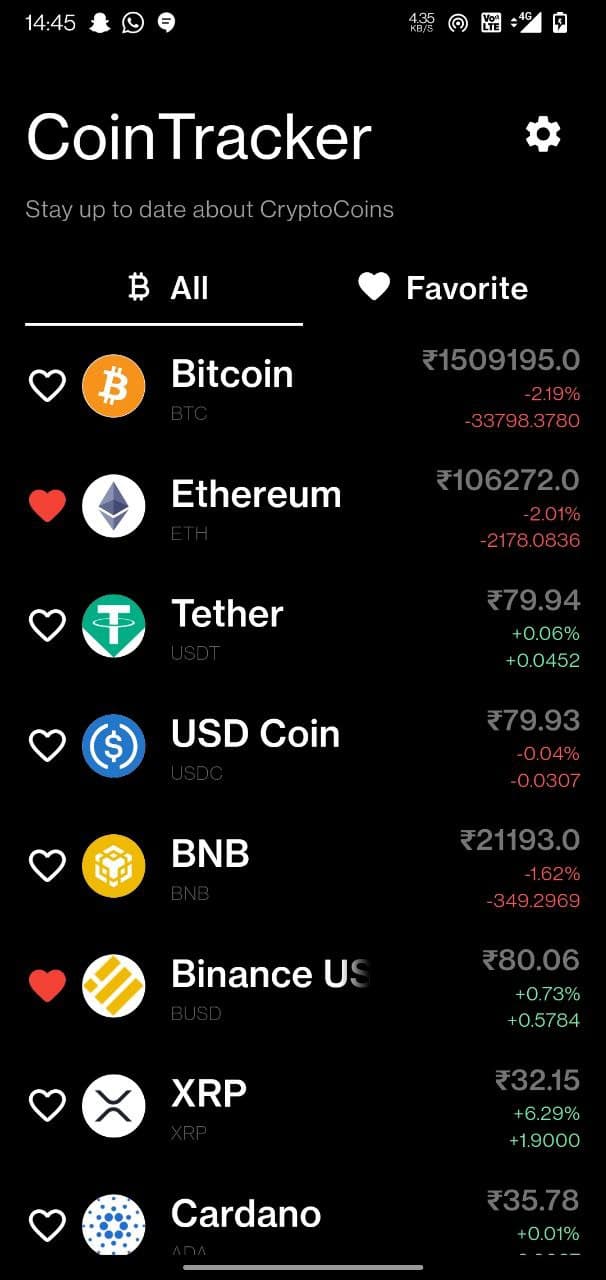 14:45
4.35
KB/S
Vo)
LTE
4G
CoinTracker
Stay up to date about CryptoCoins
All
Favorite
Bitcoin
₹1509195.0
BTC
-2.19%
-33798.3780
Ethereum
₹106272.0
ETH
-2.01%
-2178.0836
Tether
₹79.94
USDT
+0.06%
+0.0452
USD Coin
₹79.93
USDC
-0.04%
-0.0307
BNB
₹21193.0
BNB
-1.62%
-349.2969
Binance US
₹80.06
BUSD
+0.73%
+0.5784
XRP
₹32.15
XRP
+6.29%
+1.9000
Cardano
₹35.78
ADA
+0.01%